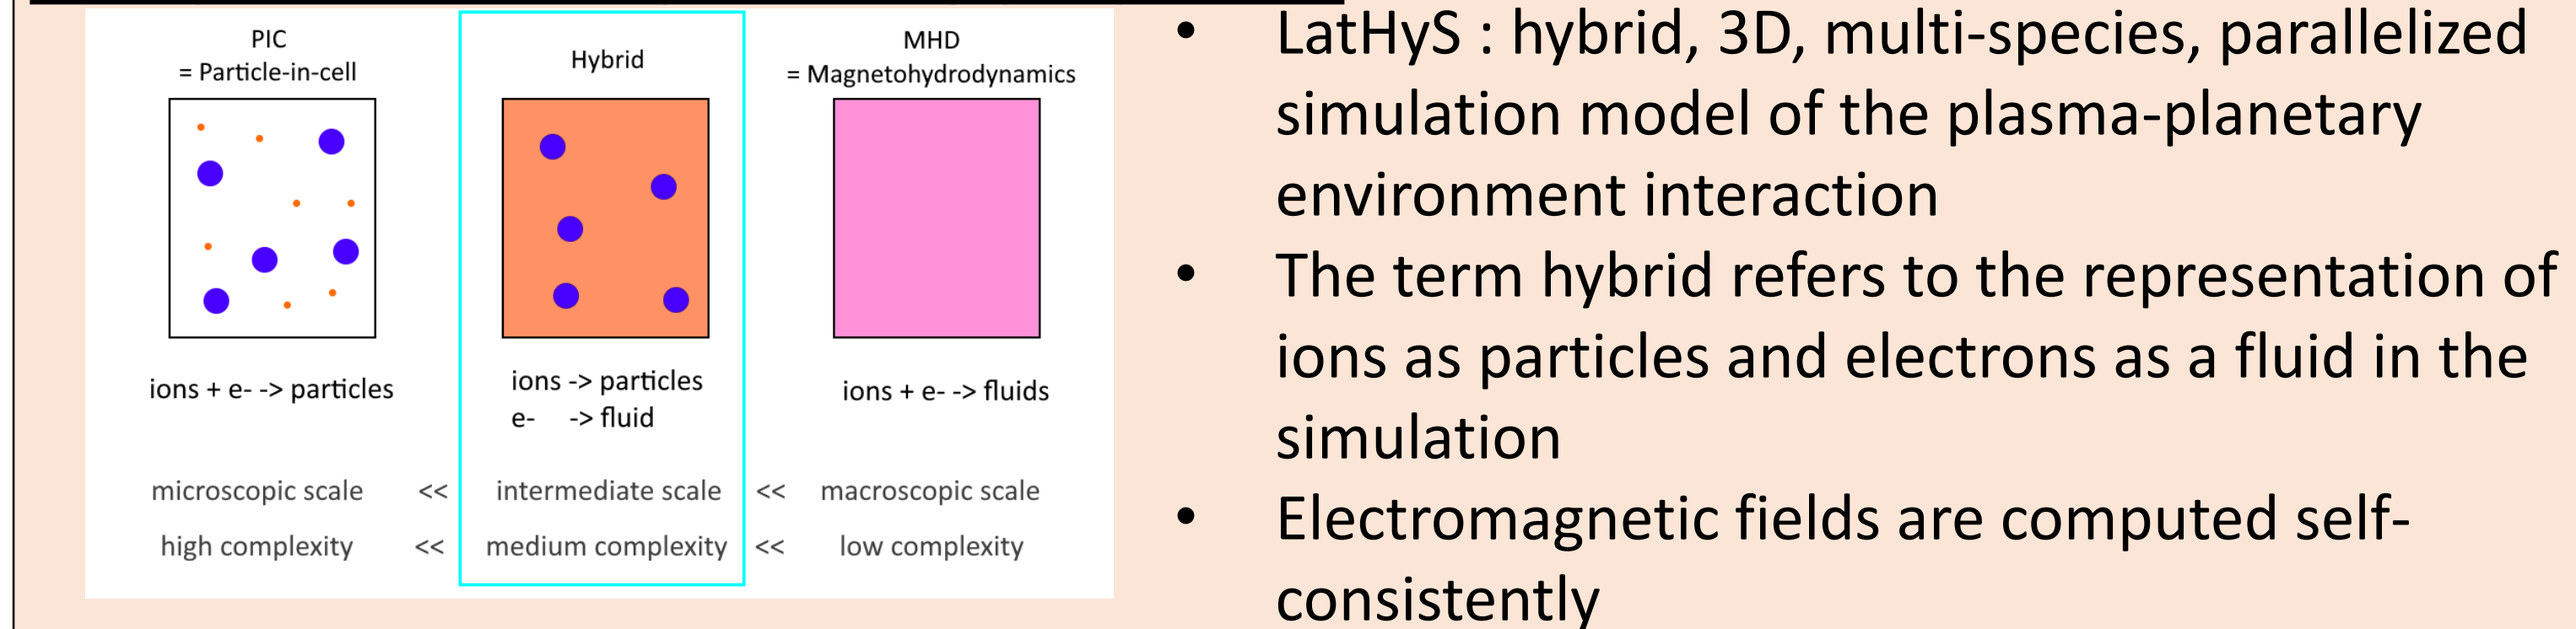 PIC
= Particle-in-cell
Hybrid
MHD
= Magnetohydrodynamics
ions + e- -> particles
ions -> particles
e- -> fluid
ions + e- -> fluids
microscopic scale << intermediate scale << macroscopic scale
high complexity << medium complexity << low complexity
• LatHyS : hybrid, 3D, multi-species, parallelized
simulation model of the plasma-planetary
environment interaction
• The term hybrid refers to the representation of
ions as particles and electrons as a fluid in the
simulation
• Electromagnetic fields are computed self-
consistently